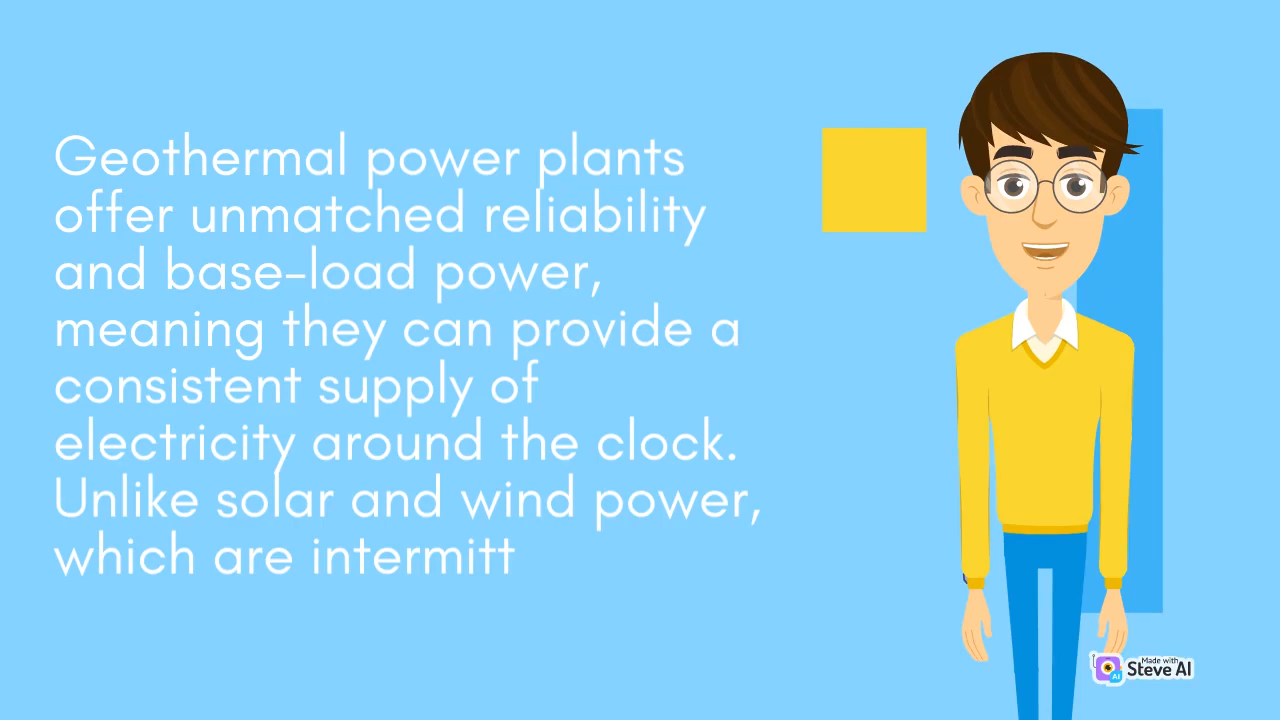 Geothermal power plants
offer unmatched reliability
and base-load power,
meaning they can provide a
consistent supply of
electricity around the clock.
Unlike solar and wind power,
which are intermitt
Made with
AI Steve AI